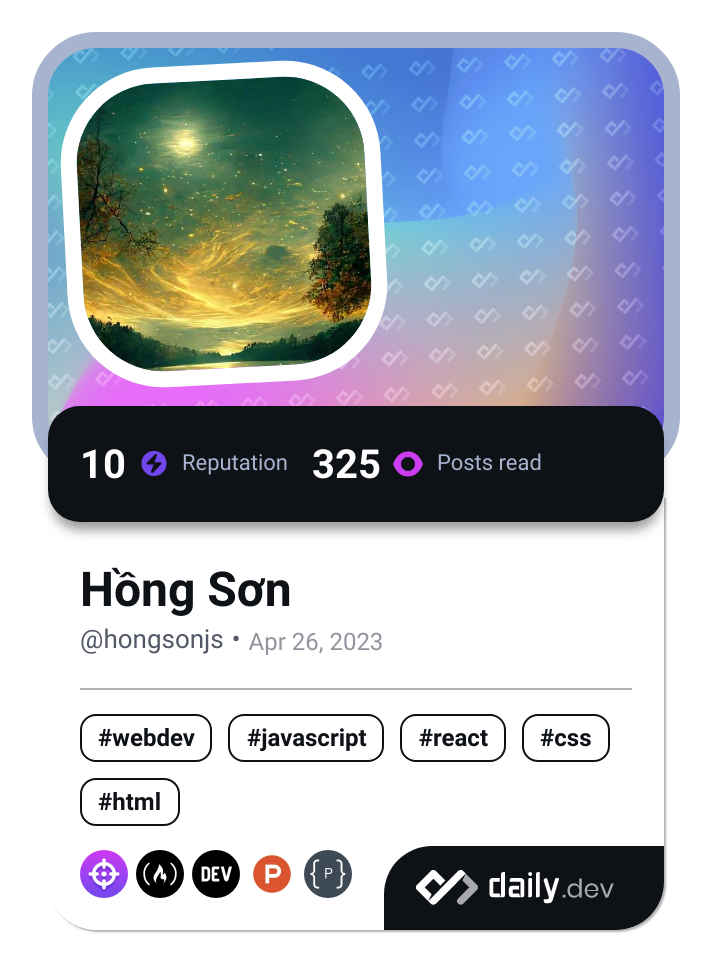 10 Reputation 325 Posts read
Hồng Sơn
@hongsonjs • Apr 26, 2023
#webdev #javascript #react #css
#html
DEV P {P} daily.dev